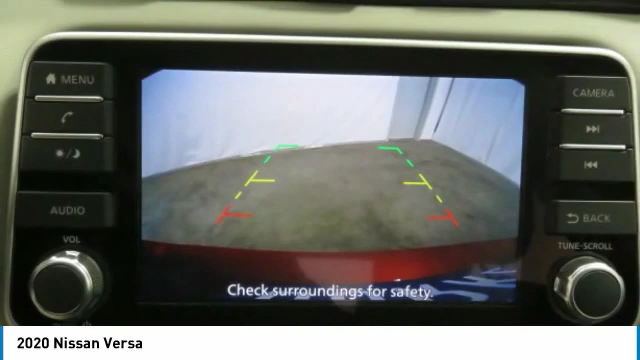 MENU
CAMERA
AUDIO
BACK
VOL
TUNE·SCROLL
Check surroundings for safety.
2020 Nissan Versa